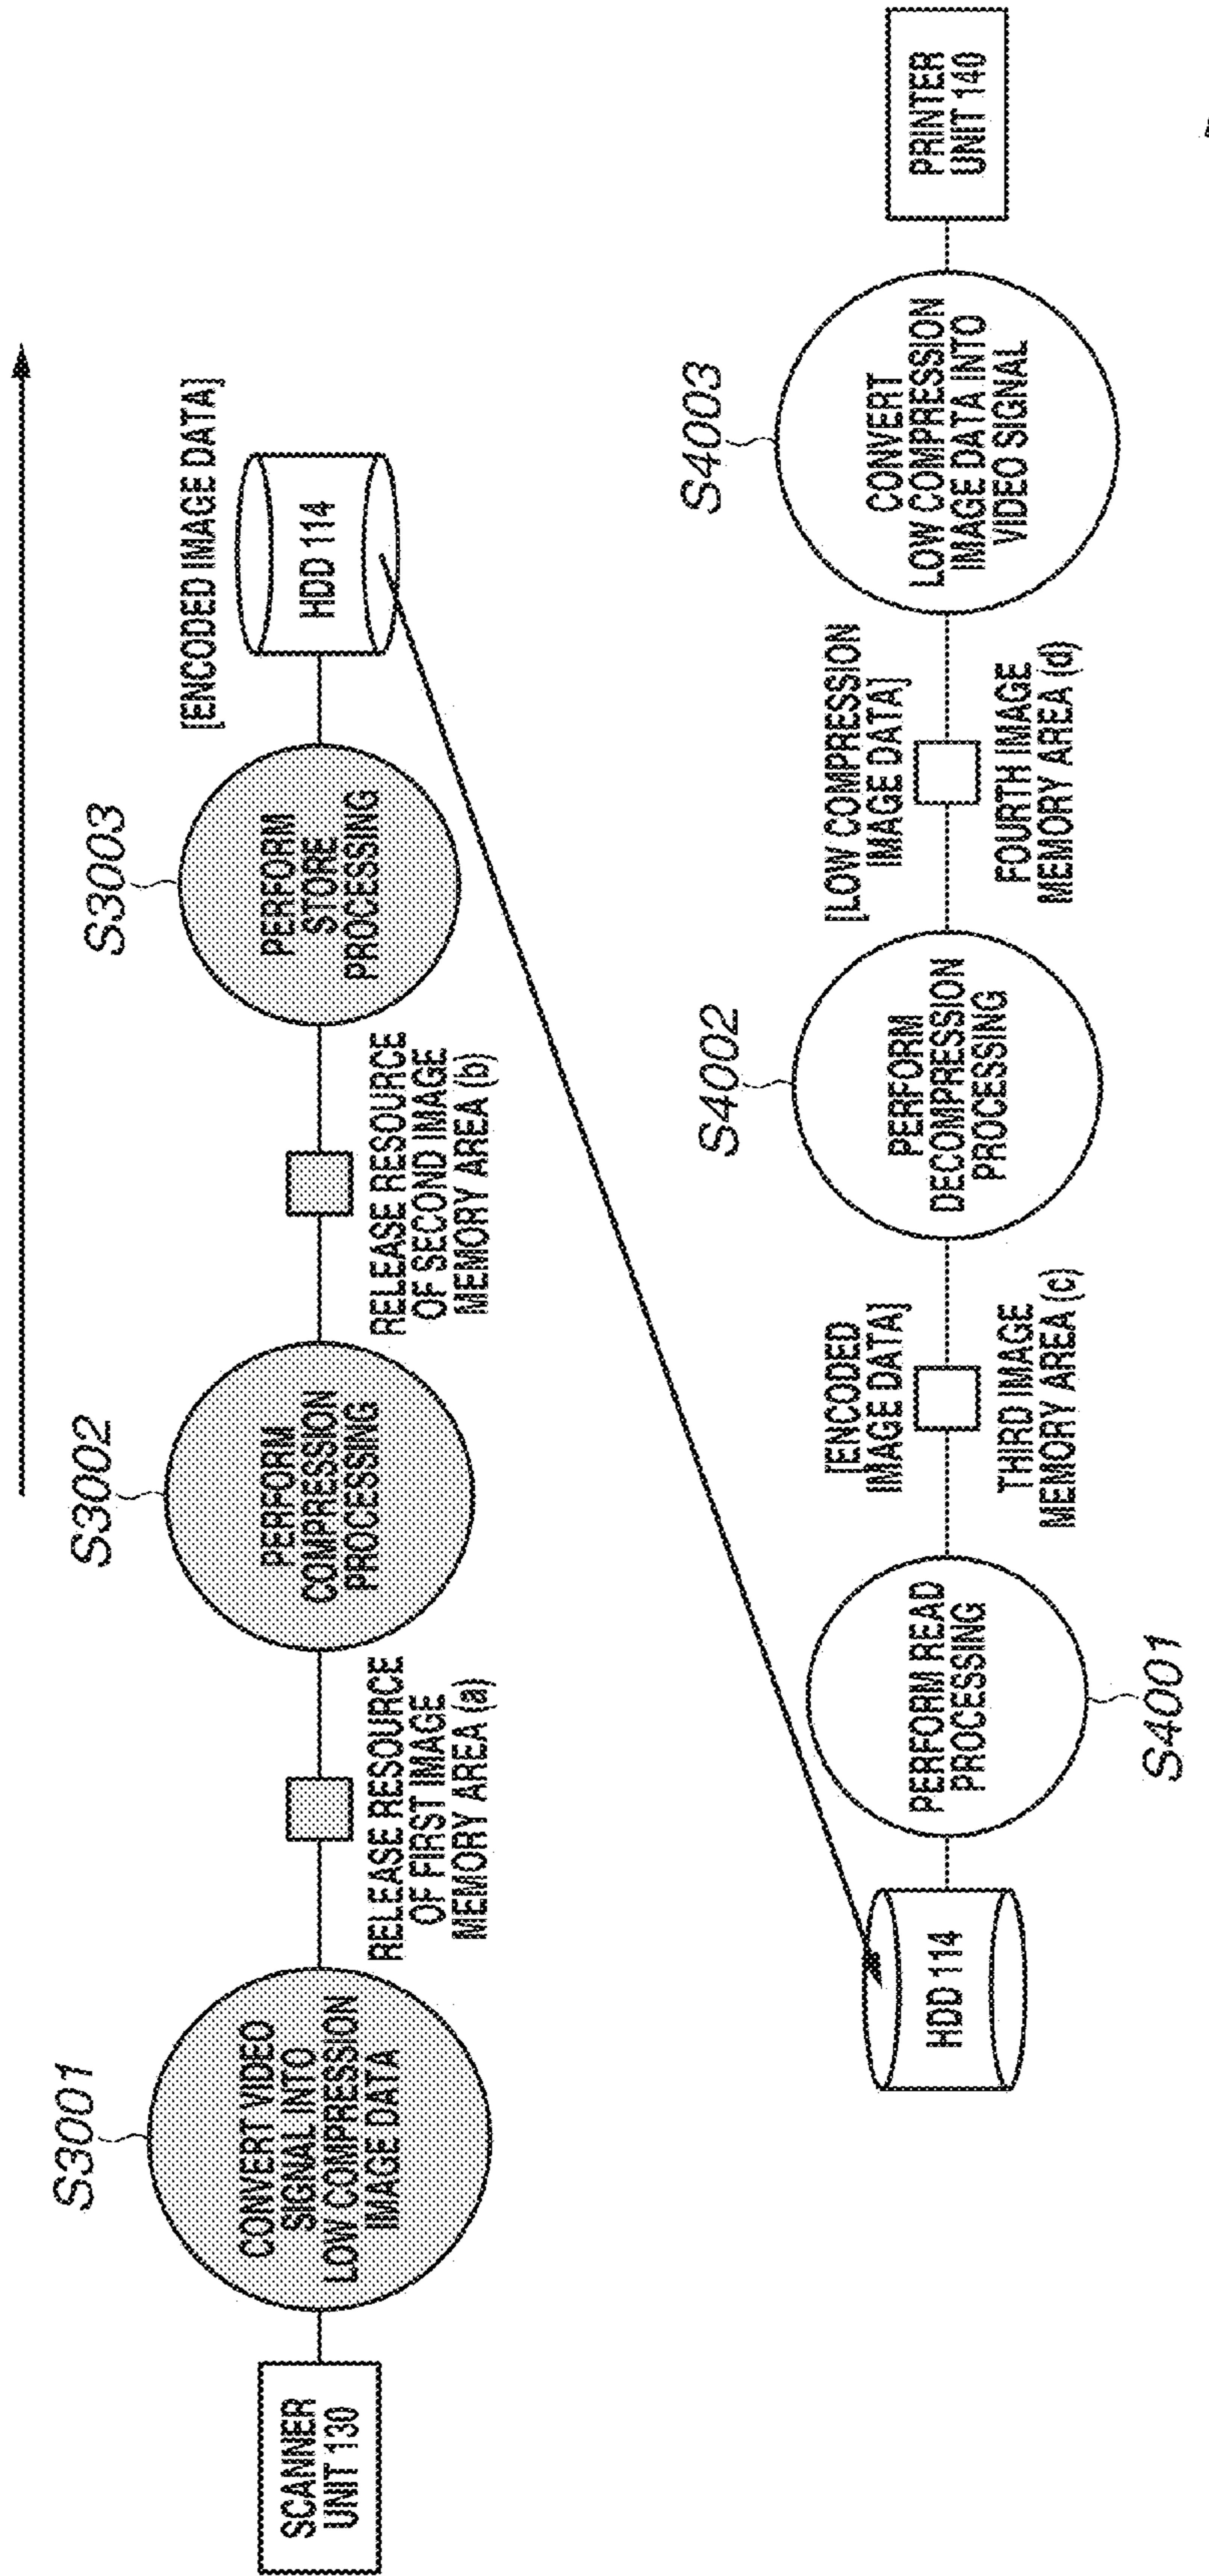 SCANNER
UNIT 130
S3001
CONVERT VIDEO
SIGNAL INTO
LOW COMPRESSION
IMAGE DATA
RELEASE RESOURCE
OF FIRST IMAGE
MEMORY AREA (a)
S3002
PERFORM
COMPRESSION
PROCESSING
RELEASE RESOURCE
OF SECOND IMAGE
MEMORY AREA (b)
S3003
PERFORM
STORE
PROCESSING
[ENCODED IMAGE DATA]
HDD 114
HDD 114
PERFORM READ
PROCESSING
S4001
[ENCODED
IMAGE DATA]
THIRD IMAGE
MEMORY AREA (c)
S4002
PERFORM
DECOMPRESSION
PROCESSING
[LOW COMPRESSION
IMAGE DATA]
FOURTH IMAGE
MEMORY AREA (d)
S4003
CONVERT
LOW COMPRESSION
IMAGE DATA INTO
VIDEO SIGNAL
PRINTER
UNIT 140